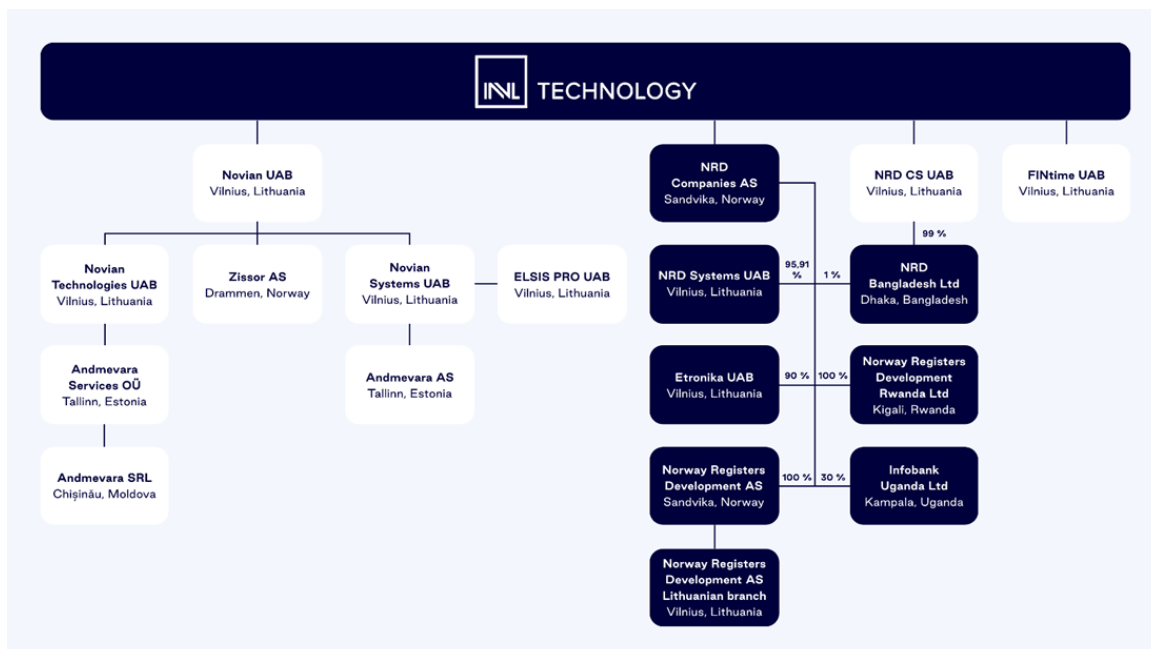 INVL TECHNOLOGY
Novian UAB
Vilnius, Lithuania
NRD
Companies AS
Sandvika, Norway
NRD CS UAB
Vilnius, Lithuania
FINtime UAB
Vilnius, Lithuania
99 %
Novian
Technologies UAB
Vilnius, Lithuania
Zissor AS
Drammen, Norway
Novian
Systems UAB
Vilnius, Lithuania
ELSIS PRO UAB
Vilnius, Lithuania
NRD Systems UAB
Vilnius, Lithuania
95,91
%
1 %
NRD
Bangladesh Ltd
Dhaka, Bangladesh
Andmevara
Services OÜ
Tallinn, Estonia
Andmevara AS
Tallinn, Estonia
Etronika UAB
Vilnius, Lithuania
90 %
100 %
Norway Registers
Development
Rwanda Ltd
Kigali, Rwanda
Andmevara SRL
Chișinău, Moldova
Norway Registers
Development AS
Sandvika, Norway
100 %
30 %
Infobank
Uganda Ltd
Kampala, Uganda
Norway Registers
Development AS
Lithuanian branch
Vilnius, Lithuania